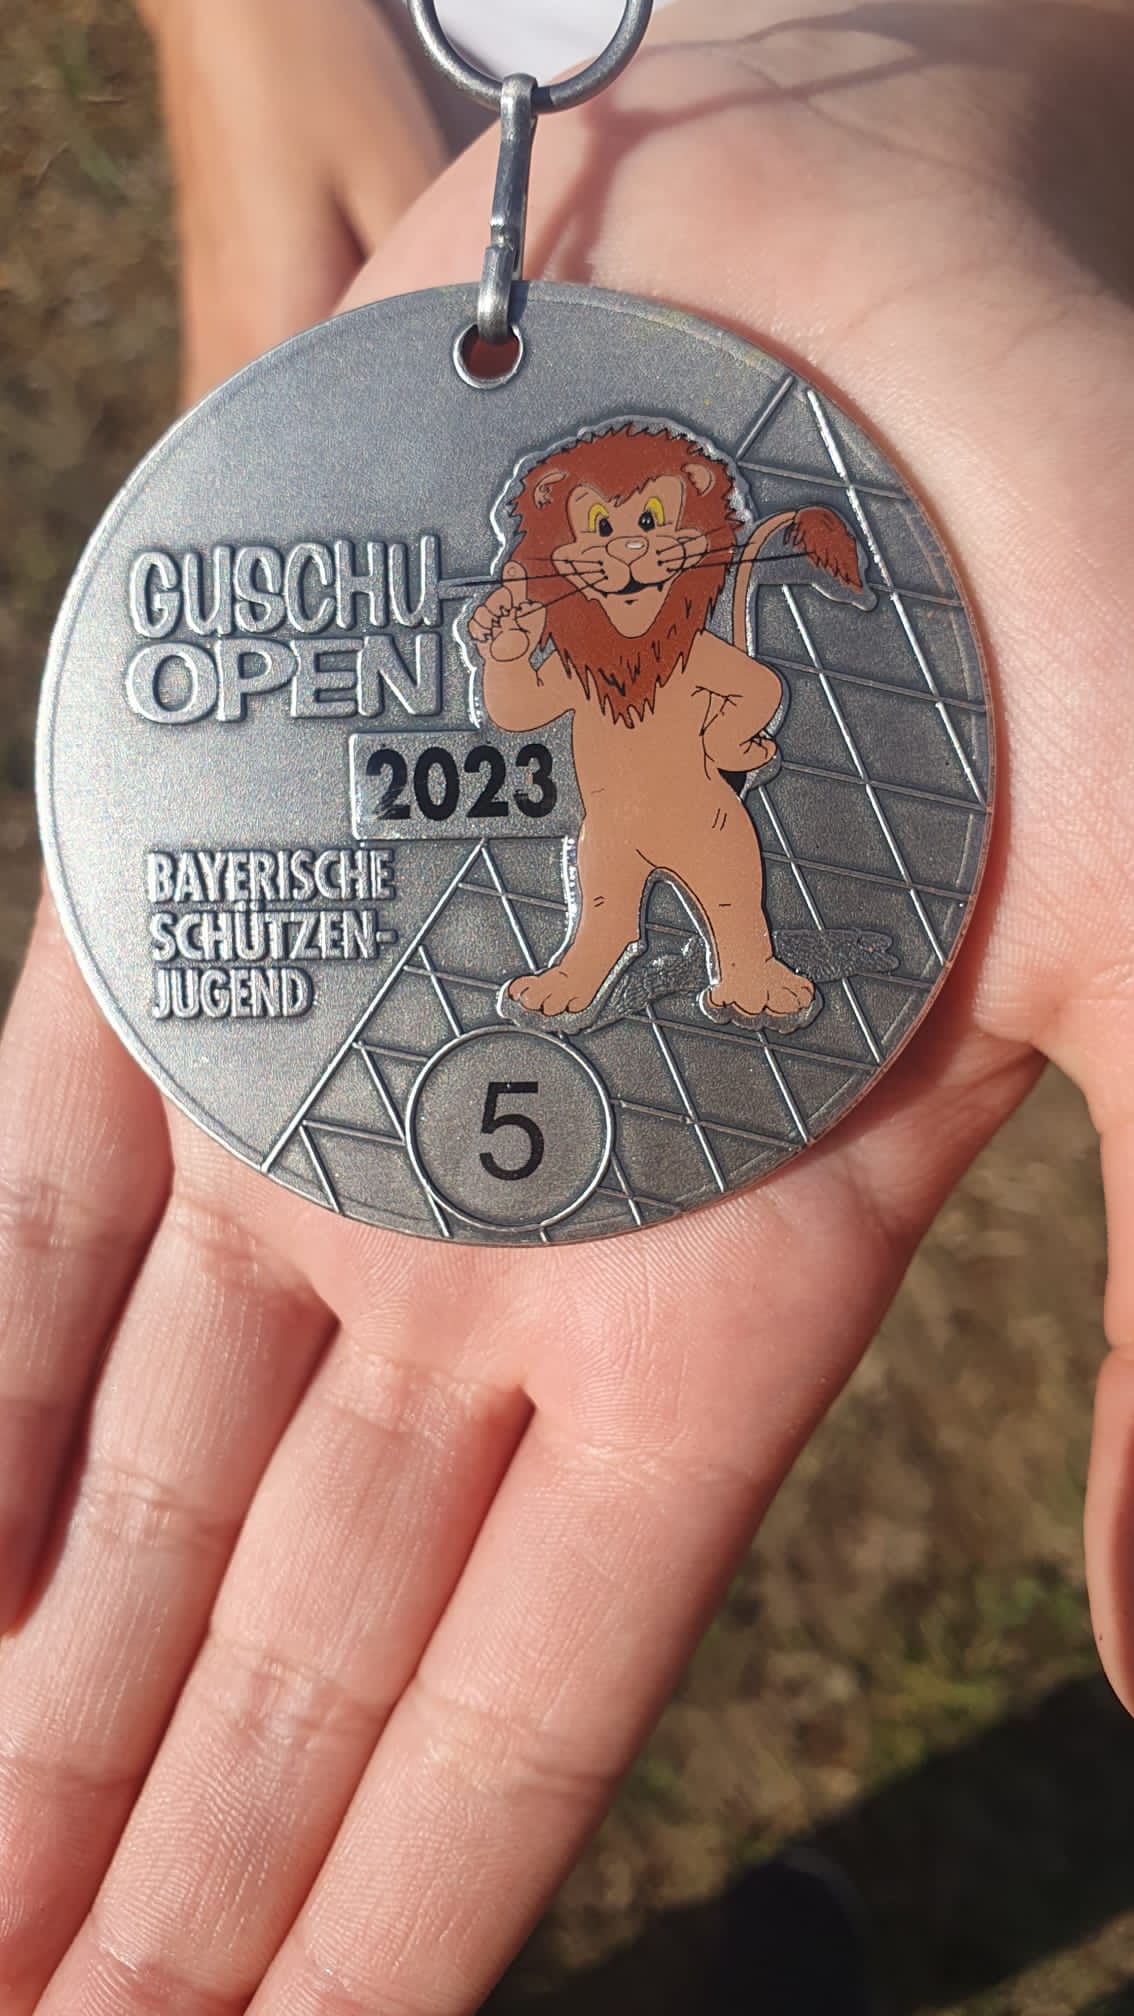 GUSCHU
OPEN
2023
BAYERISCHE
SCHÜTZEN-
JUGEND
5